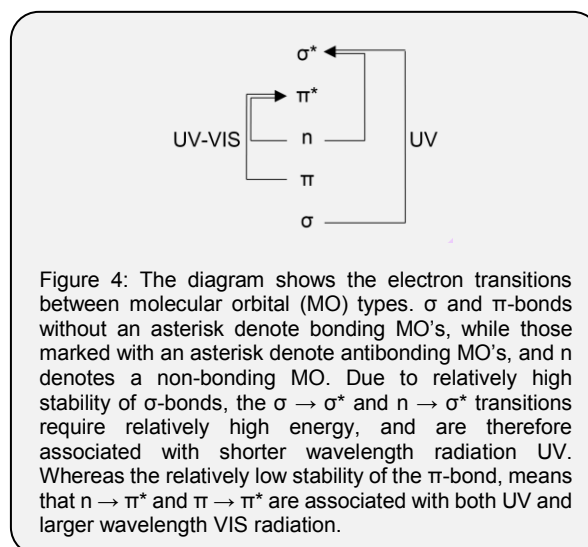 σ*
π*
UV-VIS n UV
π
σ
Figure 4: The diagram shows the electron transitions
between molecular orbital (MO) types. σ and π-bonds
without an asterisk denote bonding MO's, while those
marked with an asterisk denote antibonding MO's, and n
denotes a non-bonding MO. Due to relatively high
stability of σ-bonds, the σ → σ* and n → σ* transitions
require relatively high energy, and are therefore
associated with shorter wavelength radiation UV.
Whereas the relatively low stability of the π-bond, means
that n → π* and π → π* are associated with both UV and
larger wavelength VIS radiation.